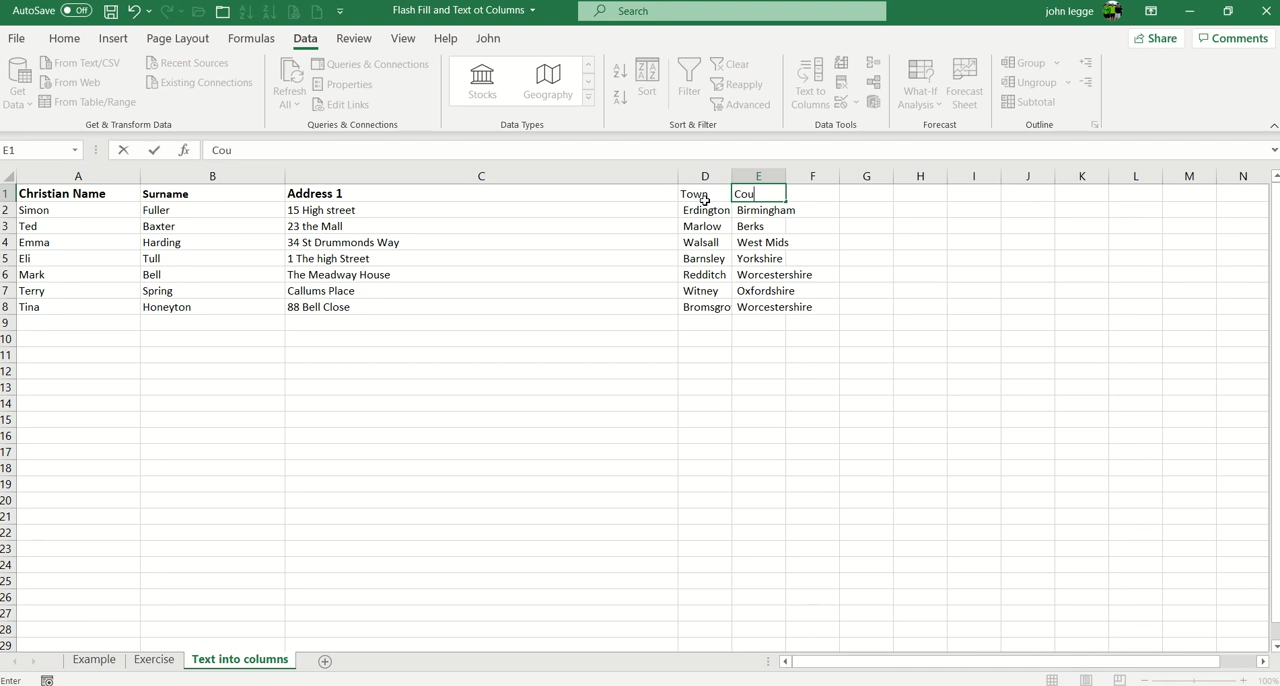 AutoSave Off Flash Fill and Text ot Columns Search john legge
File Home Insert Page Layout Formulas Data Review View Help John Share Comments
Get Data From Text/CSV From Web From Table/Range Recent Sources Existing Connections
Get & Transform Data
Refresh All Queries & Connections Properties Edit Links
Queries & Connections
Stocks Geography
Data Types
Sort Filter Clear Reapply Advanced
Sort & Filter
Text to Columns
Data Tools
What-If Analysis Forecast Sheet
Forecast
Group Ungroup Subtotal
Outline
E1 fx Cou
A B C D E F G H I J K L M N
1 Christian Name Surname Address 1 Town Cou
2 Simon Fuller 15 High street Erdington Birmingham
3 Ted Baxter 23 the Mall Marlow Berks
4 Emma Harding 34 St Drummonds Way Walsall West Mids
5 Eli Tull 1 The high Street Barnsley Yorkshire
6 Mark Bell The Meadway House Redditch Worcestershire
7 Terry Spring Callums Place Witney Oxfordshire
8 Tina Honeyton 88 Bell Close Bromsgro Worcestershire
9
10
11
12
13
14
15
16
17
18
19
20
21
22
23
24
25
26
27
28
29
Example Exercise Text into columns
Enter 100%